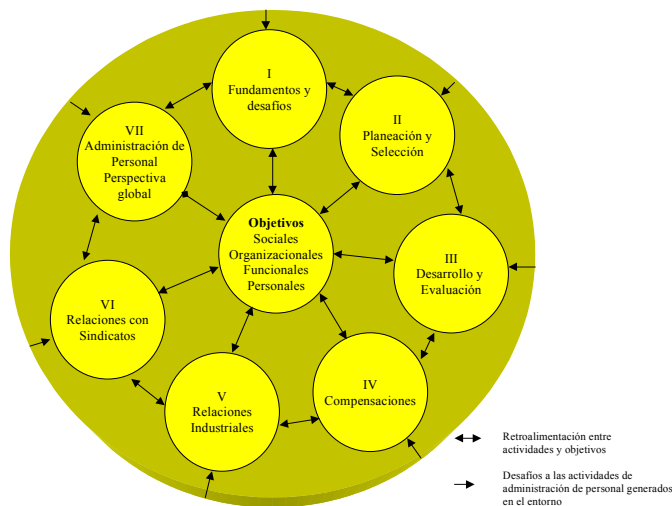 I
Fundamentos y
desafíos
II
Planeación y
Selección
VII
Administración de
Personal
Perspectiva
global
Objetivos
Sociales
Organizacionales
Funcionales
Personales
III
Desarrollo y
Evaluación
VI
Relaciones con
Sindicatos
IV
Compensaciones
V
Relaciones
Industriales
Retroalimentación entre
actividades y objetivos
Desafíos a las actividades de
administración de personal generados
en el entorno